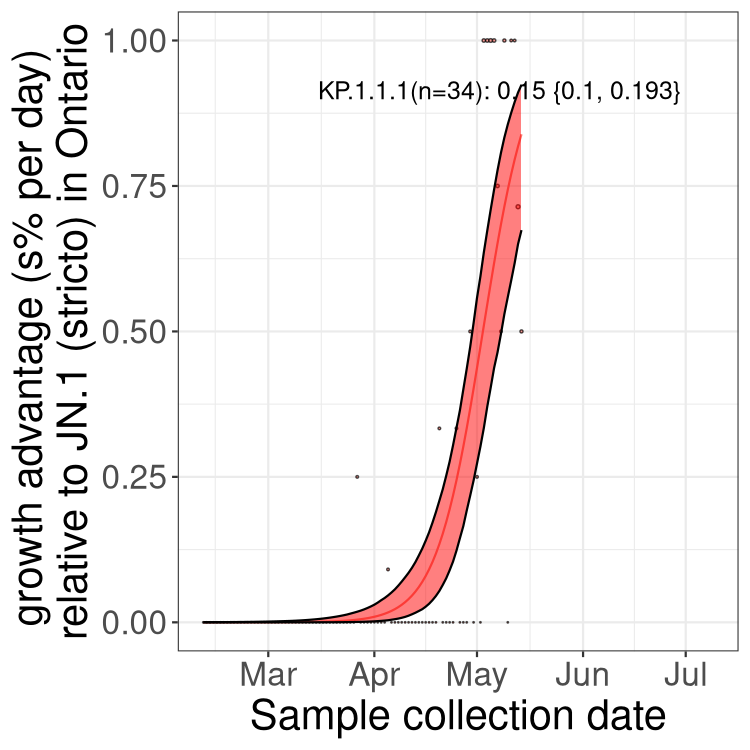 growth advantage (s% per day)
relative to JN.1 (stricto) in Ontario
1.00
0.75
0.50
0.25
0.00
KP.1.1.1(n=34): 0.15 {0.1, 0.193}
Mar Apr May Jun Jul
Sample collection date